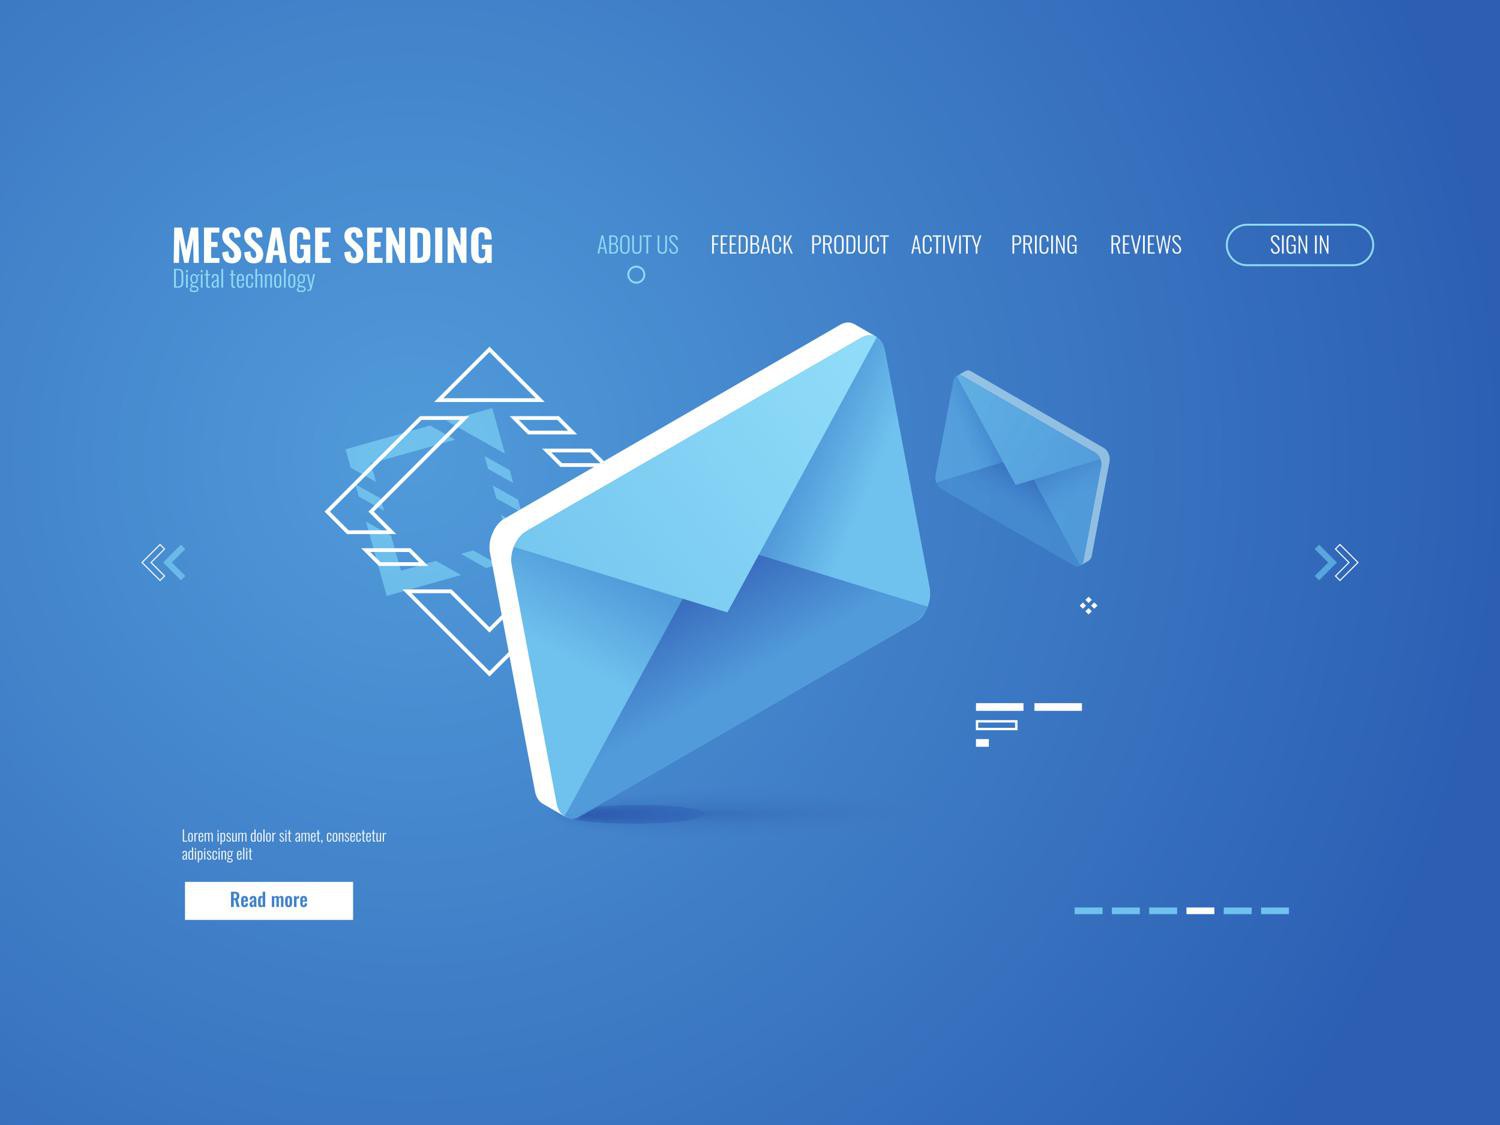 MESSAGE SENDING
Digital technology
ABOUT US
FEEDBACK
PRODUCT
ACTIVITY
PRICING
REVIEWS
SIGN IN
Lorem ipsum dolor sit amet, consectetur
adipiscing elit
Read more